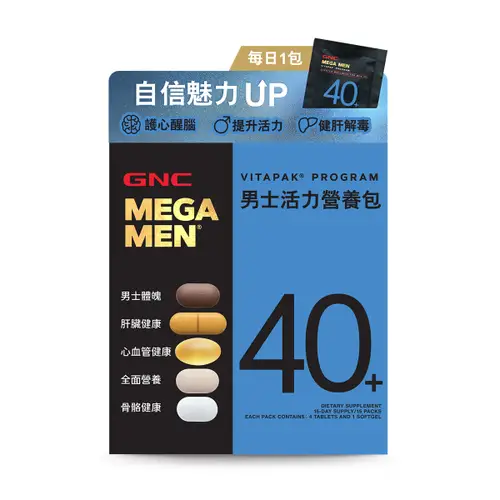 每日1包
GNC
MEGA MEN
40+
自信魅力UP
護心醒腦 提升活力 健肝解毒
GNC
MEGA
MEN®
VITAPAK® PROGRAM
男士活力營養包
男士體魄
肝臟健康
心血管健康
全面營養
骨骼健康
40+
DIETARY SUPPLEMENT
15-DAY SUPPLY/15 PACKS
EACH PACK CONTAINS: 4 TABLETS AND 1 SOFTGEL